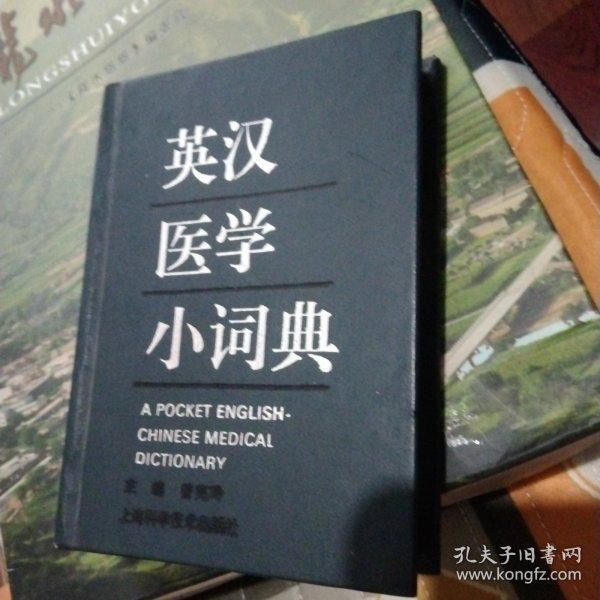 LONGSHUIYO
英汉
医学
小词典
A POCKET ENGLISH-
CHINESE MEDICAL
DICTIONARY
主编
上海科学技术出版社
孔夫子旧书网
www.kongfz.com